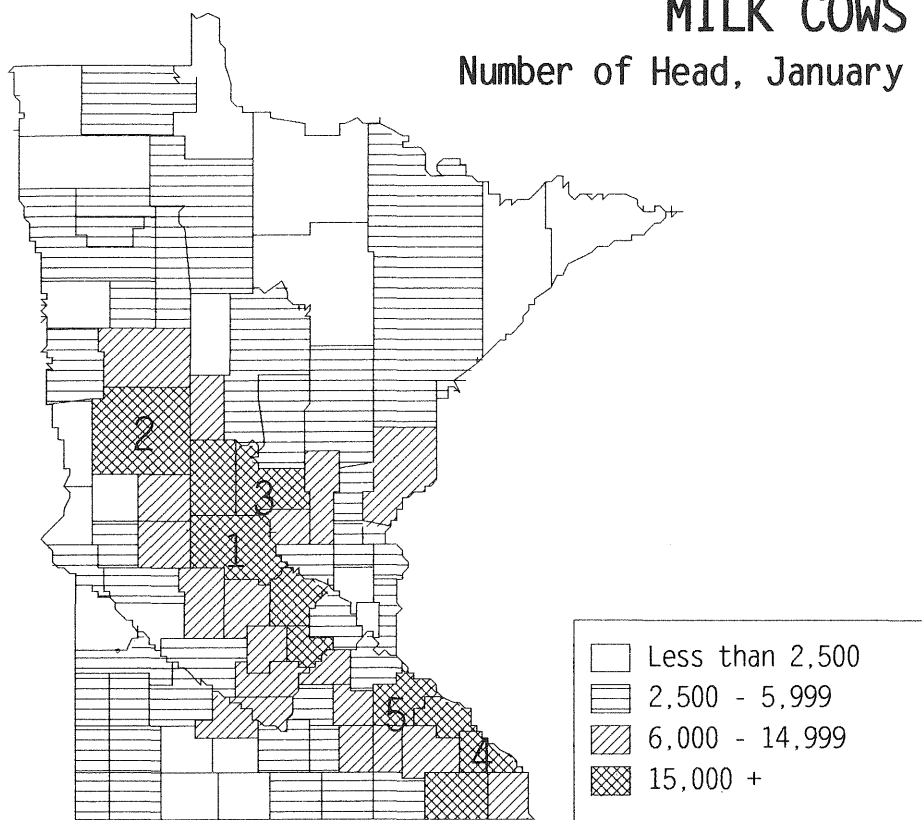 MILK COWS
Number of Head, January
2
3
1
5
4
Less than 2,500
2,500 - 5,999
6,000 - 14,999
15,000 +